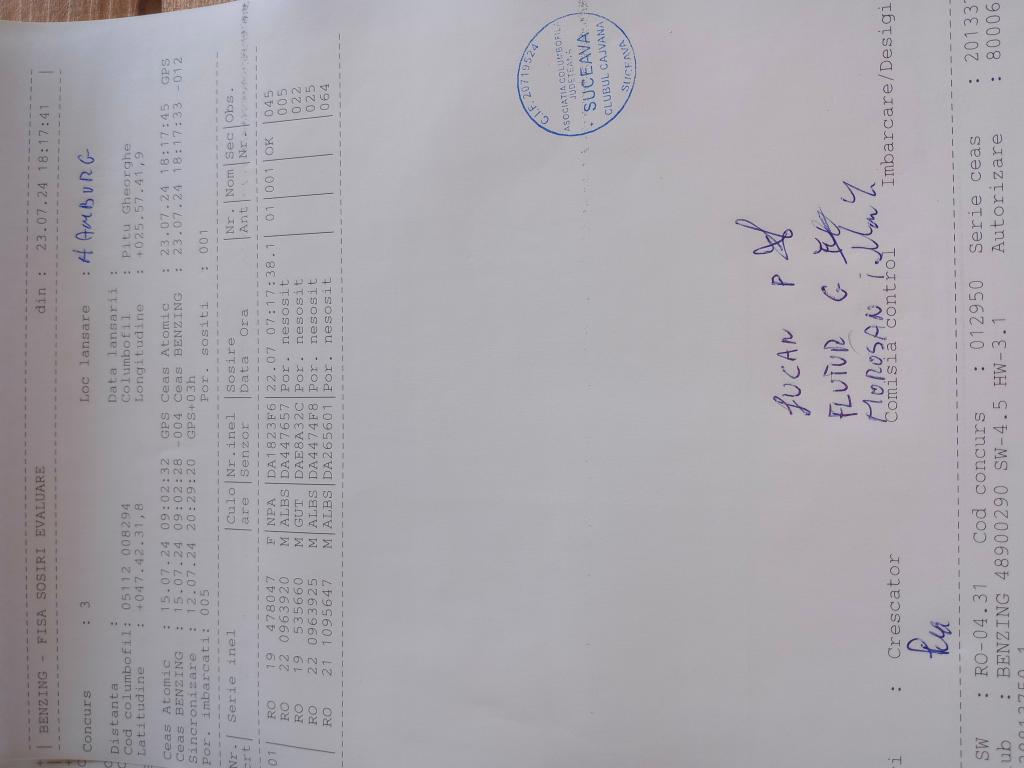 | BENZING - FISA SOSIRI EVALUARE din : 23.07.24 18:17:41 |
Concurs : 3 Loc lansare : HAMBURG
Distanta : Data lansarii :
Cod columbofil: 05112 008294 Columbofil : Pitu Gheorghe
Latitudine : +047.42.31,8 Longitudine : +025.57.41,9
Ceas Atomic : 15.07.24 09:02:32 GPS Ceas Atomic : 23.07.24 18:17:45 GPS
Ceas BENZING : 15.07.24 09:02:28 -004 Ceas BENZING : 23.07.24 18:17:33 -012
Sincronizare : 12.07.24 20:29:20 GPS+03h
Por. imbarcati: 005 Por. sositi : 001
Nr.| Serie inel |Culo|Nr.inel |Sosire |Nr.|Nom|Sec|Obs.
crt| |are |Senzor |Data Ora |Ant| |Nr.|
01 | RO 19 478047 F |NPA |DA1823F6|22.07 07:17:38.1 | 01|001|OK |045
RO 22 0963920 M |ALBS|DA447657|Por. nesosit | | | |005
RO 19 535660 M |GUT |DAE8A32C|Por. nesosit | | | |022
RO 22 0963925 M |ALBS|DA4474F8|Por. nesosit | | | |025
RO 21 1095647 M |ALBS|DA265601|Por. nesosit | | | |064
C.I.F. 20719524
ASOCIATIA COLUMBOFILA
JUDETEANA
SUCEAVA
CLUBUL CAJVANA
SUCEAVA
SUCAN P
FLUTUR G
MOROSAN I
ri : Crescator Comisia control Imbarcare/Desigi
SW : RO-04.31 Cod concurs : 012950 Serie ceas : 201337
ub : BENZING 48900290 SW-4.5 HW-3.1 Autorizare : 80006